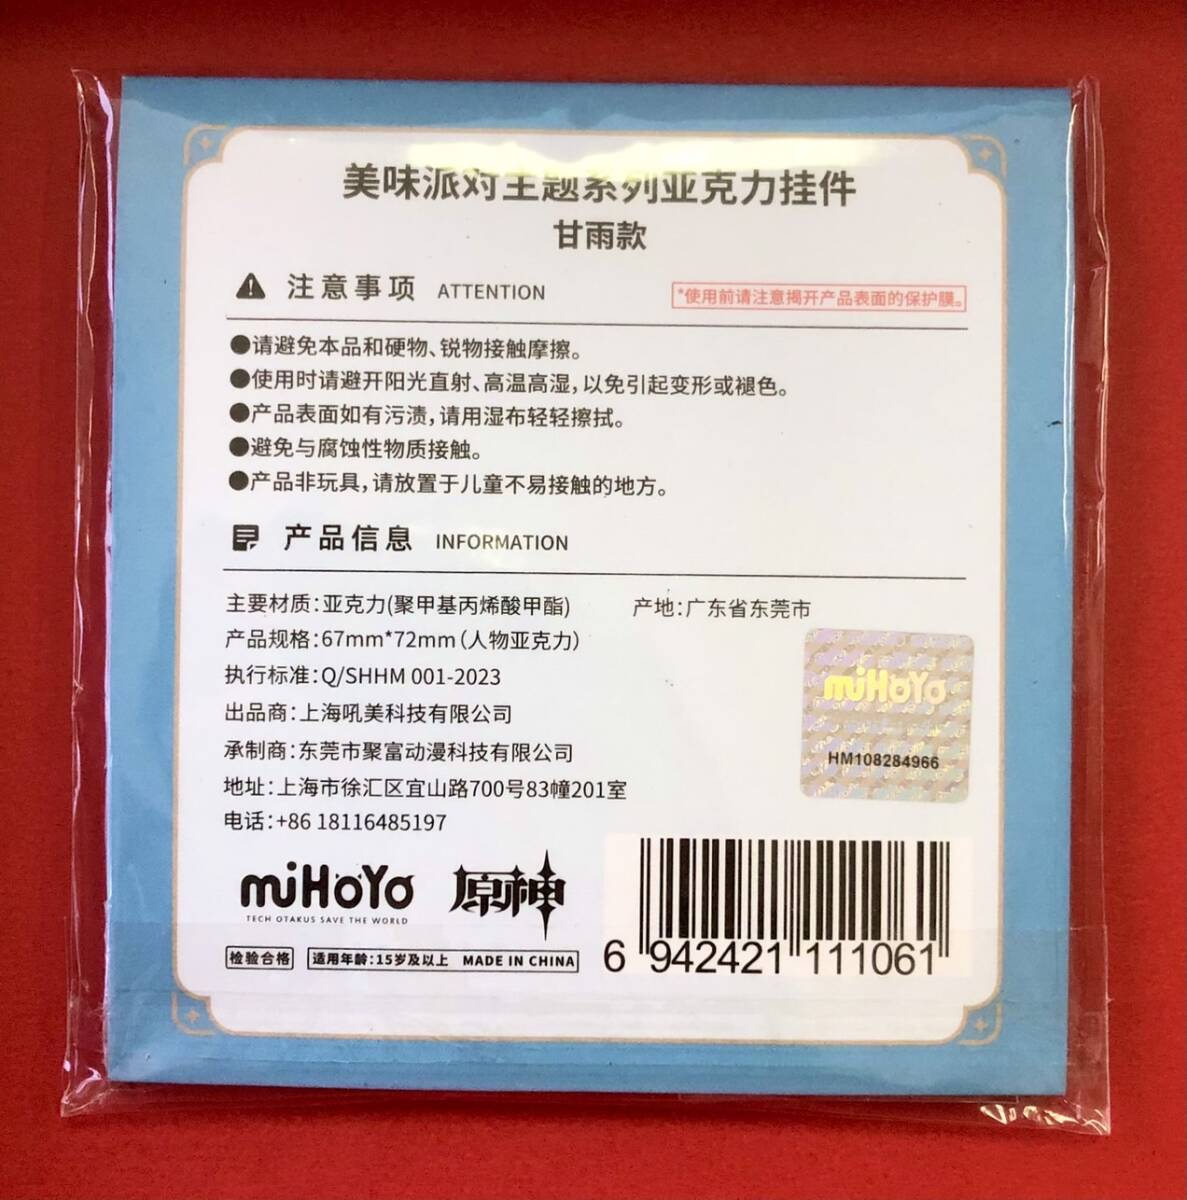 美味派对主题系列亚克力挂件
甘雨款
注意事项 ATTENTION
*使用前请注意揭开产品表面的保护膜。
●请避免本品和硬物、锐物接触摩擦。
●使用时请避开阳光直射、高温高湿，以免引起变形或褪色。
●产品表面如有污渍，请用湿布轻轻擦拭。
●避免与腐蚀性物质接触。
●产品非玩具，请放置于儿童不易接触的地方。
产品信息 INFORMATION
主要材质：亚克力(聚甲基丙烯酸甲酯) 产地：广东省东莞市
产品规格：67mm*72mm（人物亚克力）
执行标准：Q/SHHM 001-2023
出品商：上海吼美科技有限公司
承制商：东莞市聚富动漫科技有限公司
地址：上海市徐汇区宜山路700号83幢201室
电话：+86 18116485197
miHoYo
HM108284966
miHoYo 原神
TECH OTAKUS SAVE THE WORLD
检验合格 适用年龄：15岁及以上 MADE IN CHINA
6 942421 111061